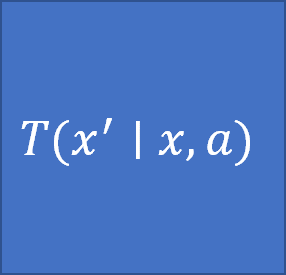 T(x′ | x, a)